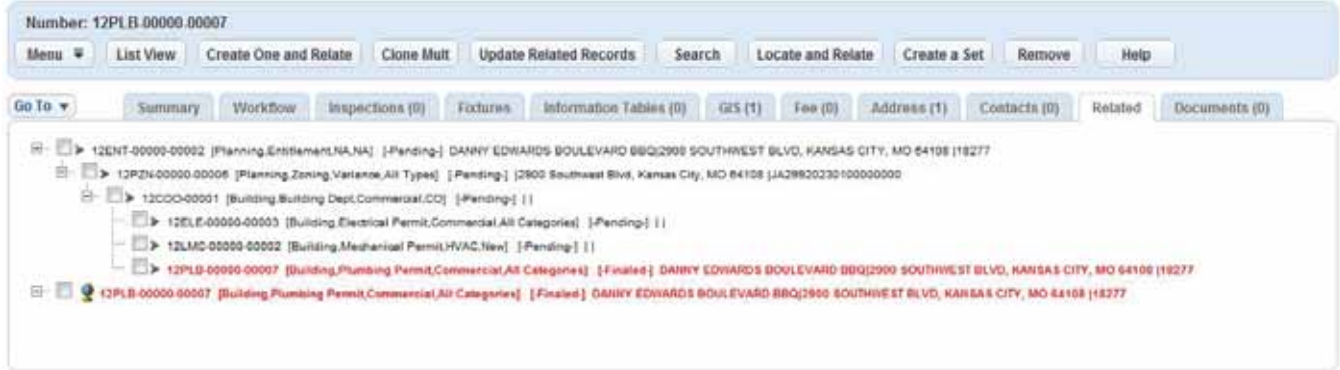 Number: 12PLB-00000-00007
Menu List View Create One and Relate Clone Mult Update Related Records Search Locate and Relate Create a Set Remove Help
Go To Summary Workflow Inspections (0) Fixtures Information Tables (0) GIS (1) Fee (0) Address (1) Contacts (0) Related Documents (0)
12ENT-00000-00002 [Planning,Entitlement,NA,NA] [-Pending-] DANNY EDWARDS BOULEVARD BBQ|2900 SOUTHWEST BLVD, KANSAS CITY, MO 64108 |18277
12PZN-00000-00006 [Planning,Zoning,Variance,All Types] [-Pending-] |2900 Southwest Blvd, Kansas City, MO 64108 |JA29920230100000000
12COO-00001 [Building,Building Dept,Commercial,CO] [-Pending-] | |
12ELE-00000-00003 [Building,Electrical Permit,Commercial,All Categories] [-Pending-] | |
12LMC-00000-00002 [Building,Mechanical Permit,HVAC,New] [-Pending-] | |
12PLB-00000-00007 [Building,Plumbing Permit,Commercial,All Categories] [-Finaled-] DANNY EDWARDS BOULEVARD BBQ|2900 SOUTHWEST BLVD, KANSAS CITY, MO 64108 |18277
12PLB-00000-00007 [Building,Plumbing Permit,Commercial,All Categories] [-Finaled-] DANNY EDWARDS BOULEVARD BBQ|2900 SOUTHWEST BLVD, KANSAS CITY, MO 64108 |18277